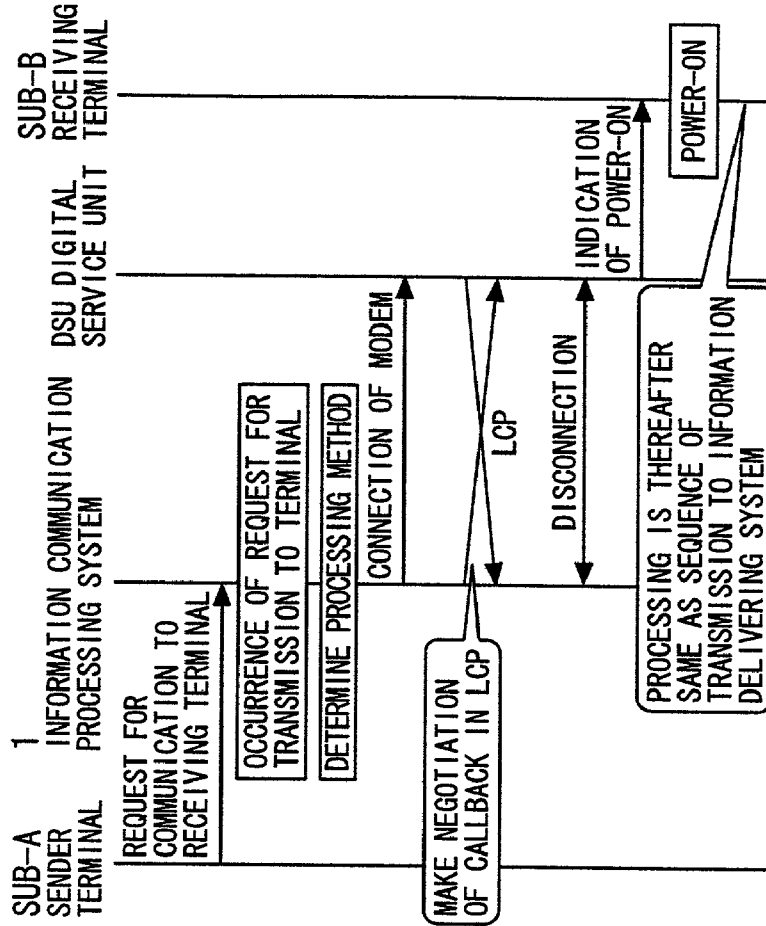 SUB-A
SENDER
TERMINAL
1
INFORMATION COMMUNICATION
PROCESSING SYSTEM
DSU DIGITAL
SERVICE UNIT
SUB-B
RECEIVING
TERMINAL
REQUEST FOR
COMMUNICATION TO
RECEIVING TERMINAL
OCCURRENCE OF REQUEST FOR
TRANSMISSION TO TERMINAL
DETERMINE PROCESSING METHOD
CONNECTION OF MODEM
MAKE NEGOTIATION
OF CALLBACK IN LCP
LCP
DISCONNECTION
INDICATION
OF POWER-ON
POWER-ON
PROCESSING IS THEREAFTER
SAME AS SEQUENCE OF
TRANSMISSION TO INFORMATION
DELIVERING SYSTEM